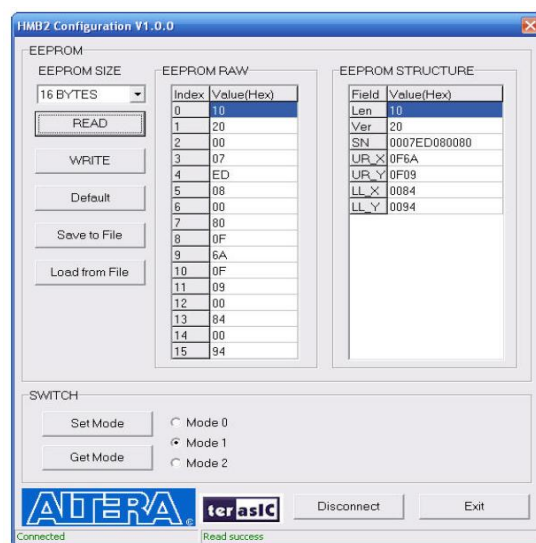 HMB2 Configuration V1.0.0
EEPROM
EEPROM SIZE
16 BYTES
READ
WRITE
Default
Save to File
Load from File
EEPROM RAW
Index Value(Hex)
0 10
1 20
2 00
3 07
4 ED
5 08
6 00
7 80
8 0F
9 6A
10 0F
11 09
12 00
13 84
14 00
15 94
EEPROM STRUCTURE
Field Value(Hex)
Len 10
Ver 20
SN 0007ED080080
UR_X 0F6A
UR_Y 0F09
LL_X 0084
LL_Y 0094
SWITCH
Set Mode
Get Mode
Mode 0
Mode 1
Mode 2
ALTERA®
terasIC
Disconnect
Exit
Connected
Read success